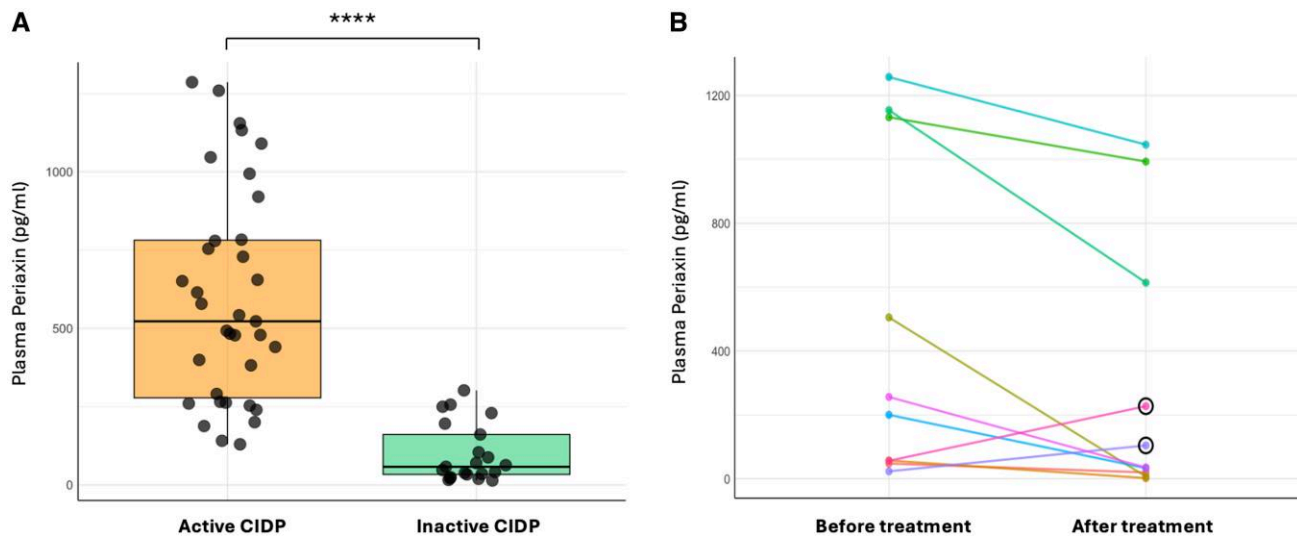 A
****
Plasma Periaxin (pg/ml)
1000
500
0
Active CIDP
Inactive CIDP
B
Plasma Periaxin (pg/ml)
1200
800
400
0
Before treatment
After treatment